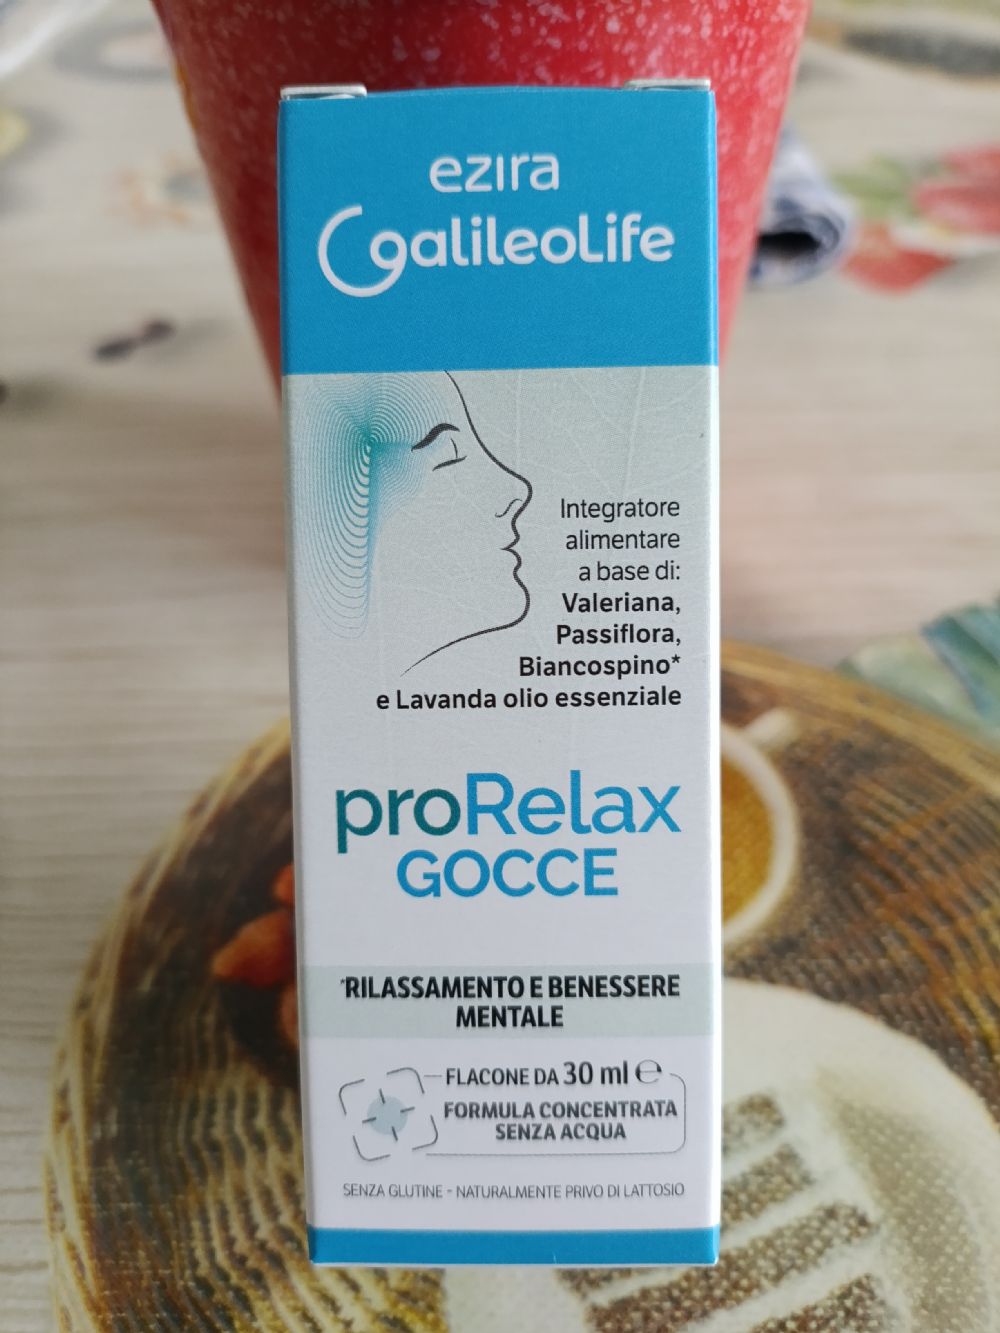 ezira
GalileoLife
Integratore
alimentare
a base di:
Valeriana,
Passiflora,
Biancospino*
e Lavanda olio essenziale
proRelax
GOCCE
*RILASSAMENTO E BENESSERE
MENTALE
FLACONE DA 30 ml ℮
FORMULA CONCENTRATA
SENZA ACQUA
SENZA GLUTINE - NATURALMENTE PRIVO DI LATTOSIO